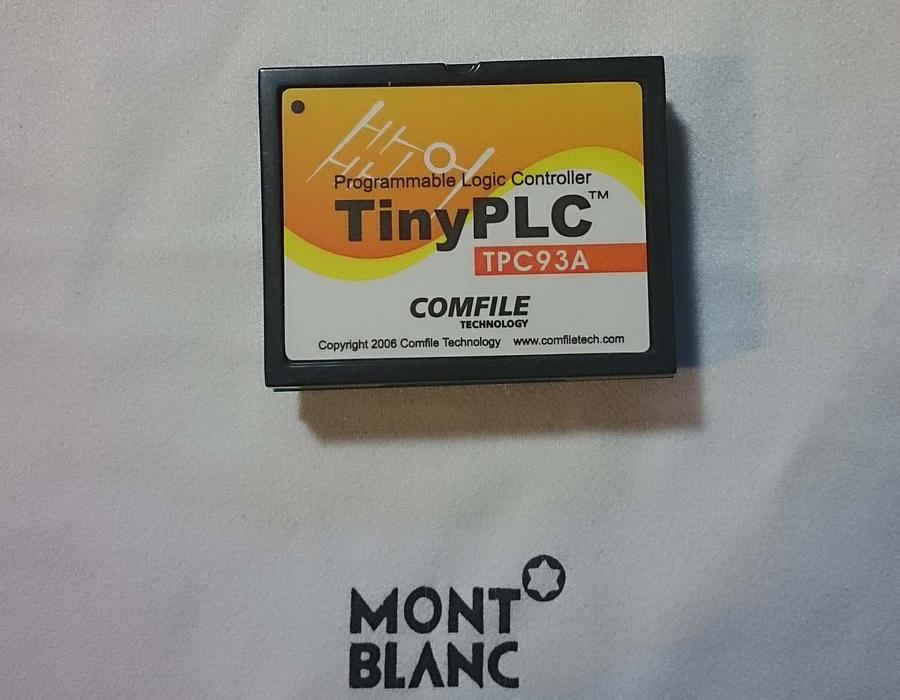 Programmable Logic Controller
TinyPLC™
TPC93A
COMFILE
TECHNOLOGY
Copyright 2006 Comfile Technology www.comfiletech.com
MONT
BLANC